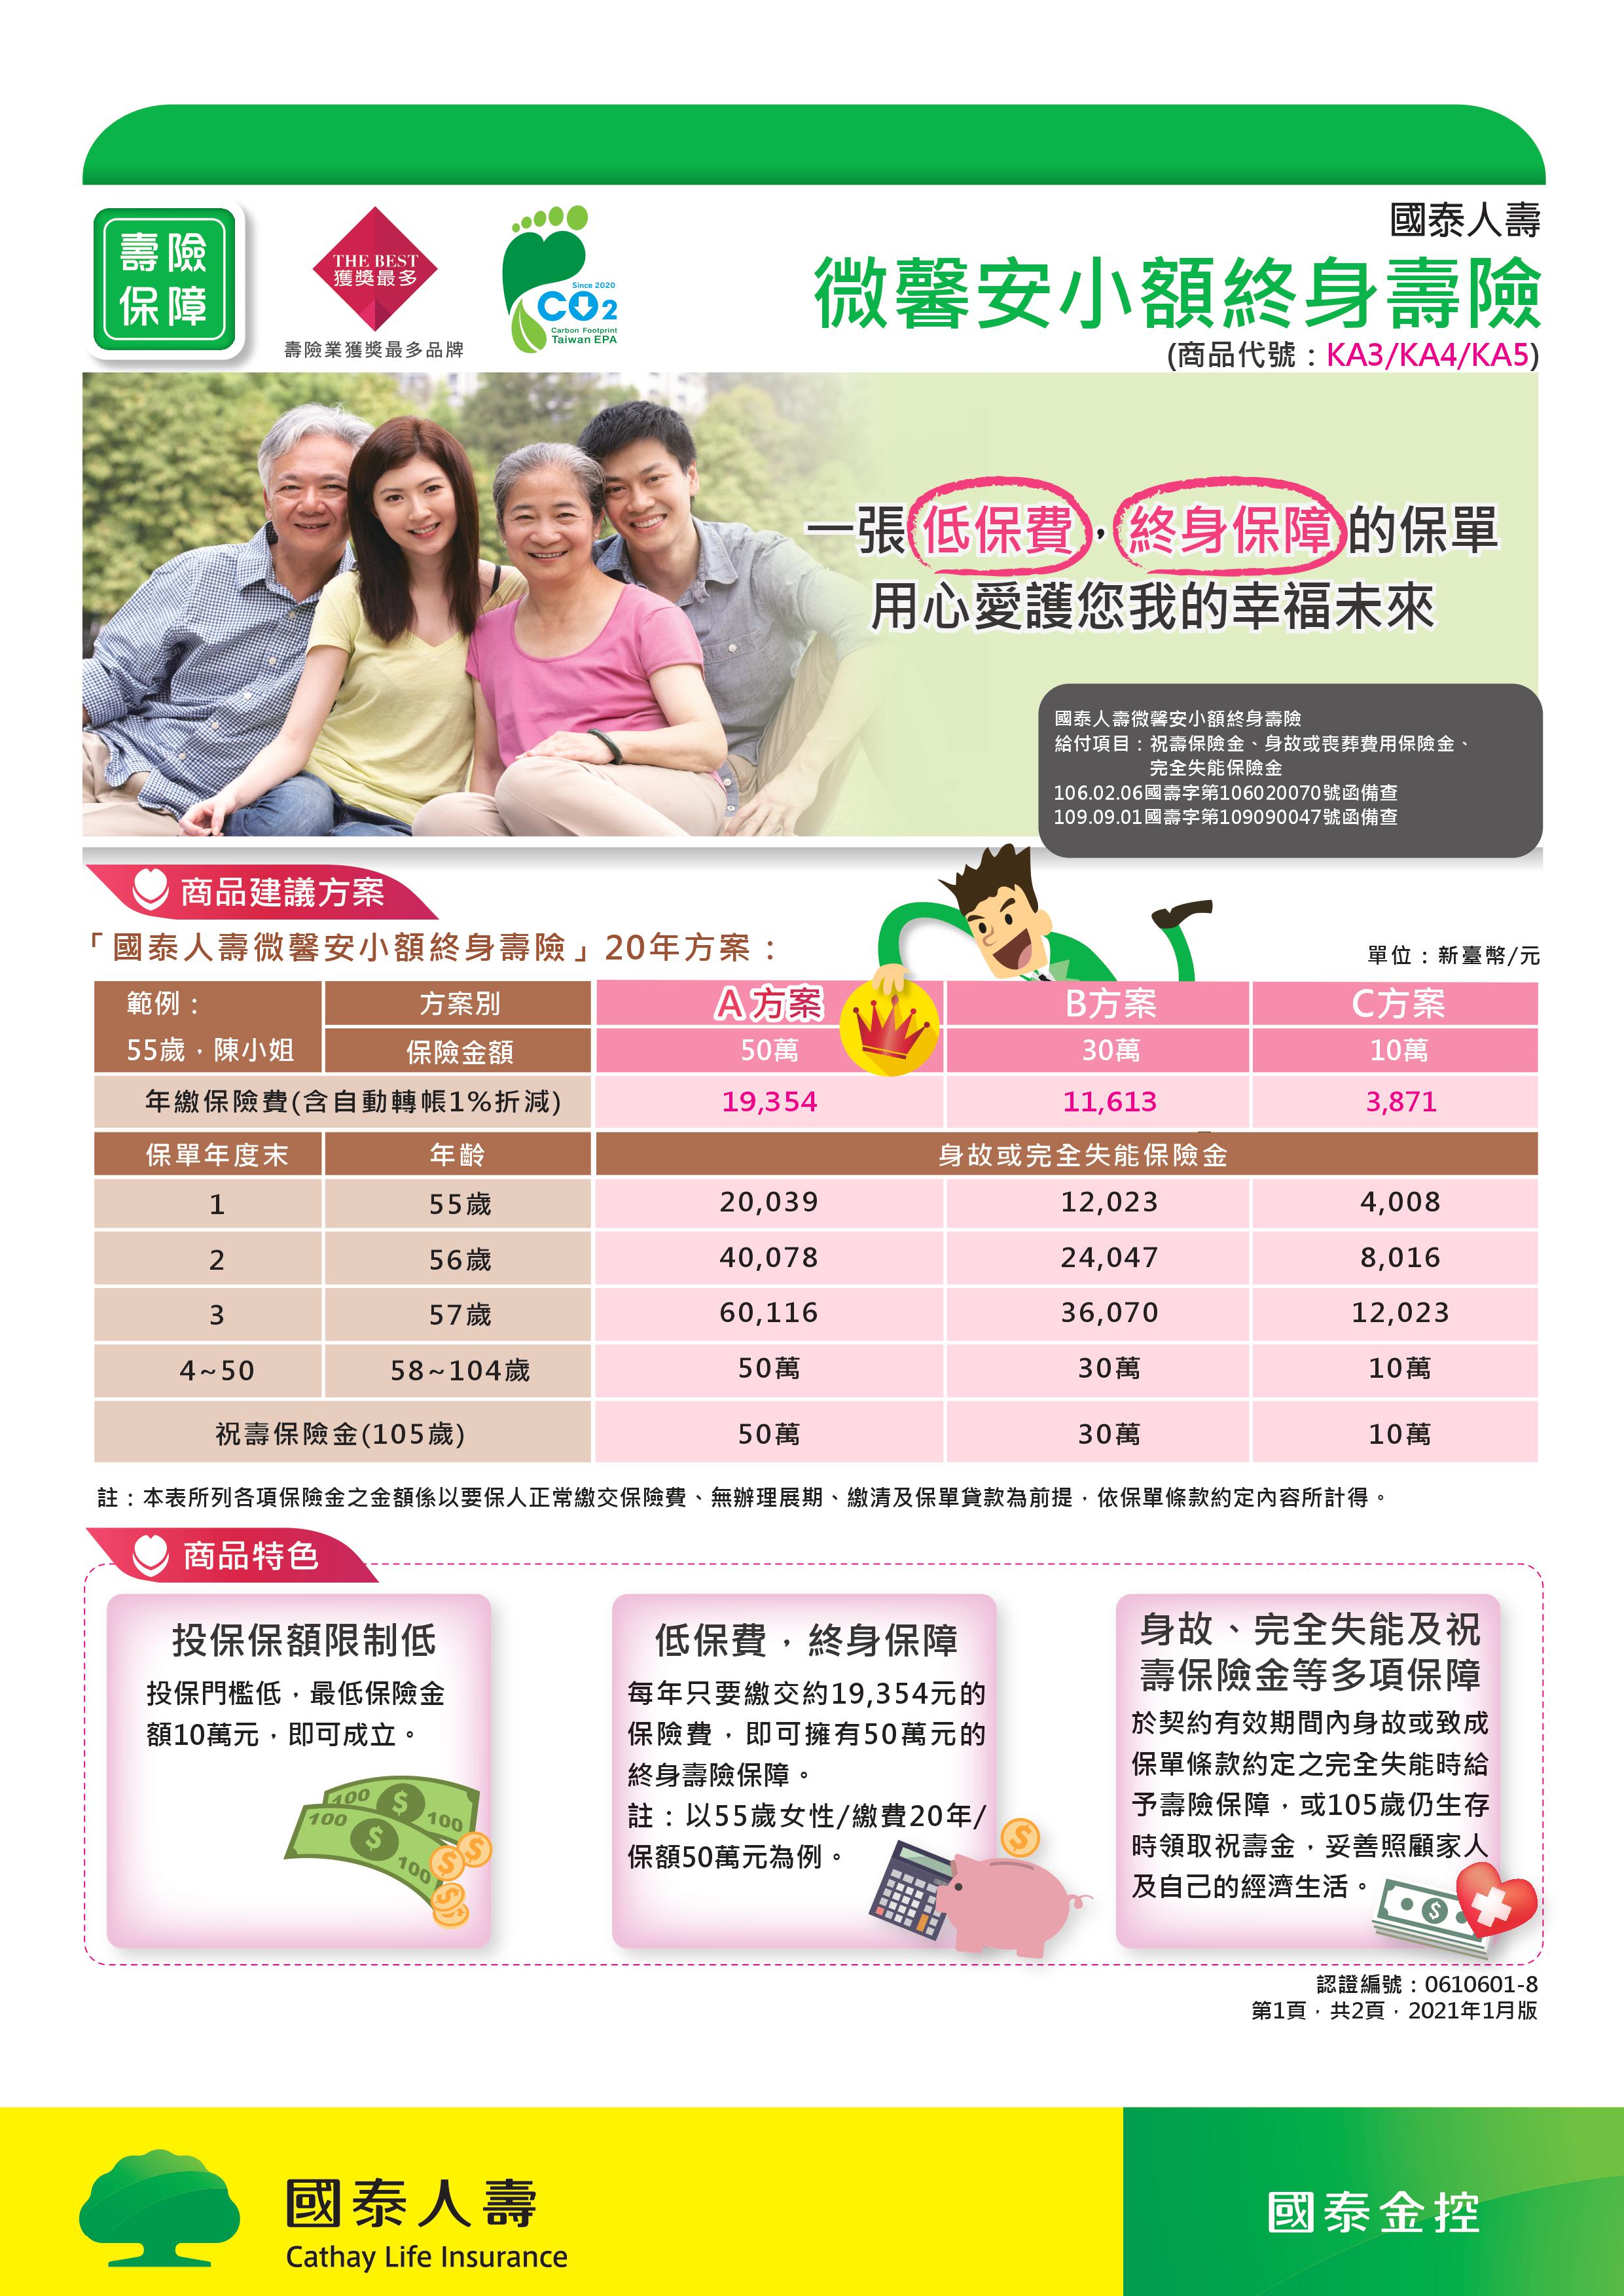 壽險
保障
THE BEST
獲獎最多
壽險業獲獎最多品牌
Since 2020
CO2
Carbon Footprint
Taiwan EPA
國泰人壽
微馨安小額終身壽險
(商品代號：KA3/KA4/KA5)
一張低保費，終身保障的保單
用心愛護您我的幸福未來
國泰人壽微馨安小額終身壽險
給付項目：祝壽保險金、身故或喪葬費用保險金、
完全失能保險金
106.02.06國壽字第106020070號函備查
109.09.01國壽字第109090047號函備查
商品建議方案
「國泰人壽微馨安小額終身壽險」20年方案：
單位：新臺幣/元
範例： 方案別 A方案 B方案 C方案
55歲，陳小姐 保險金額 50萬 30萬 10萬
年繳保險費(含自動轉帳1%折減) 19,354 11,613 3,871
保單年度末 年齡 身故或完全失能保險金
1 55歲 20,039 12,023 4,008
2 56歲 40,078 24,047 8,016
3 57歲 60,116 36,070 12,023
4~50 58~104歲 50萬 30萬 10萬
祝壽保險金(105歲) 50萬 30萬 10萬
註：本表所列各項保險金之金額係以要保人正常繳交保險費、無辦理展期、繳清及保單貸款為前提，依保單條款約定內容所計得。
商品特色
投保保額限制低
投保門檻低，最低保險金
額10萬元，即可成立。
100
100
100
100
低保費，終身保障
每年只要繳交約19,354元的
保險費，即可擁有50萬元的
終身壽險保障。
註：以55歲女性/繳費20年/
保額50萬元為例。
身故、完全失能及祝
壽保險金等多項保障
於契約有效期間內身故或致成
保單條款約定之完全失能時給
予壽險保障，或105歲仍生存
時領取祝壽金，妥善照顧家人
及自己的經濟生活。
認證編號：0610601-8
第1頁，共2頁，2021年1月版
國泰人壽
Cathay Life Insurance
國泰金控